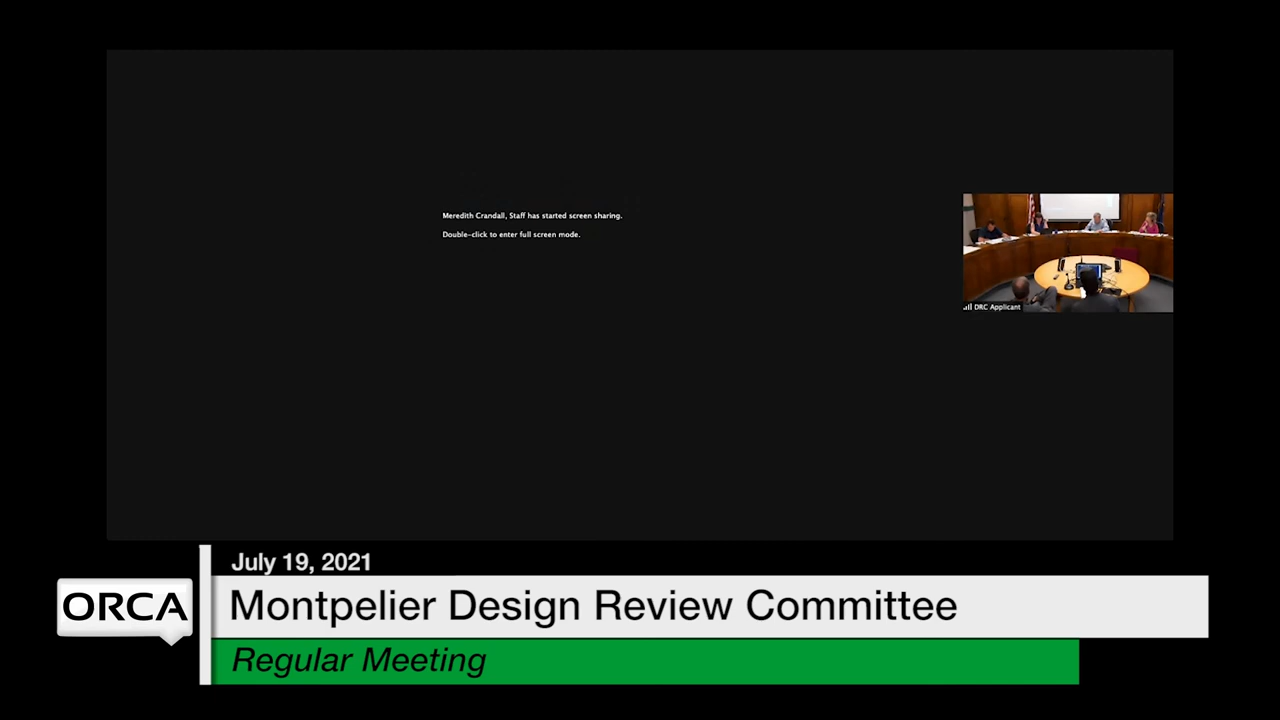 Meredith Crandall, Staff has started screen sharing.
Double-click to enter full screen mode.
DRC Applicant
July 19, 2021
ORCA
Montpelier Design Review Committee
Regular Meeting